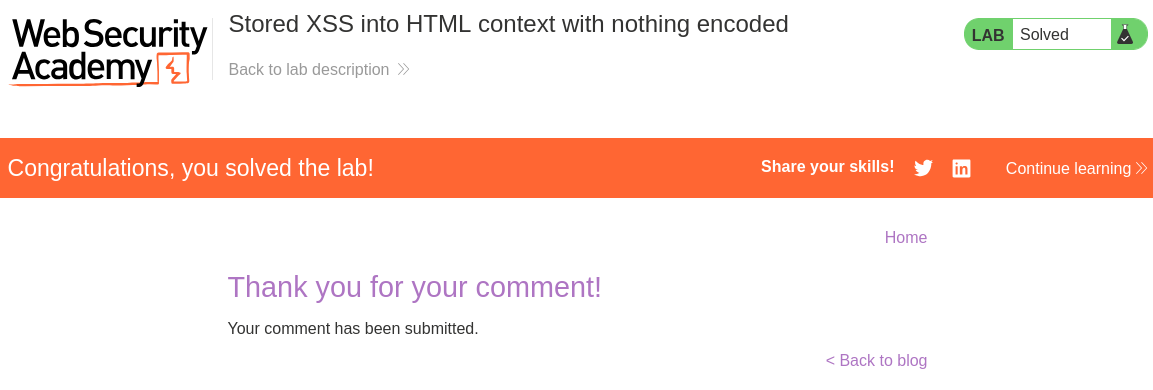 Web Security
Academy
Stored XSS into HTML context with nothing encoded
Back to lab description
LAB Solved
Congratulations, you solved the lab!
Share your skills!
Continue learning
Home
Thank you for your comment!
Your comment has been submitted.
< Back to blog